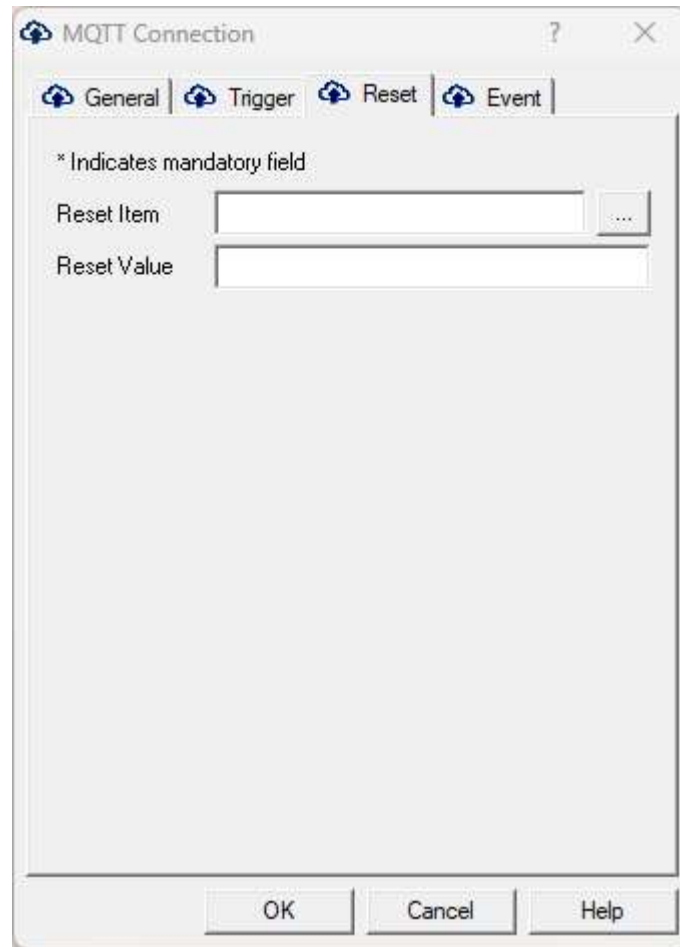 MQTT Connection ?
General Trigger Reset Event
* Indicates mandatory field
Reset Item ...
Reset Value
OK Cancel Help